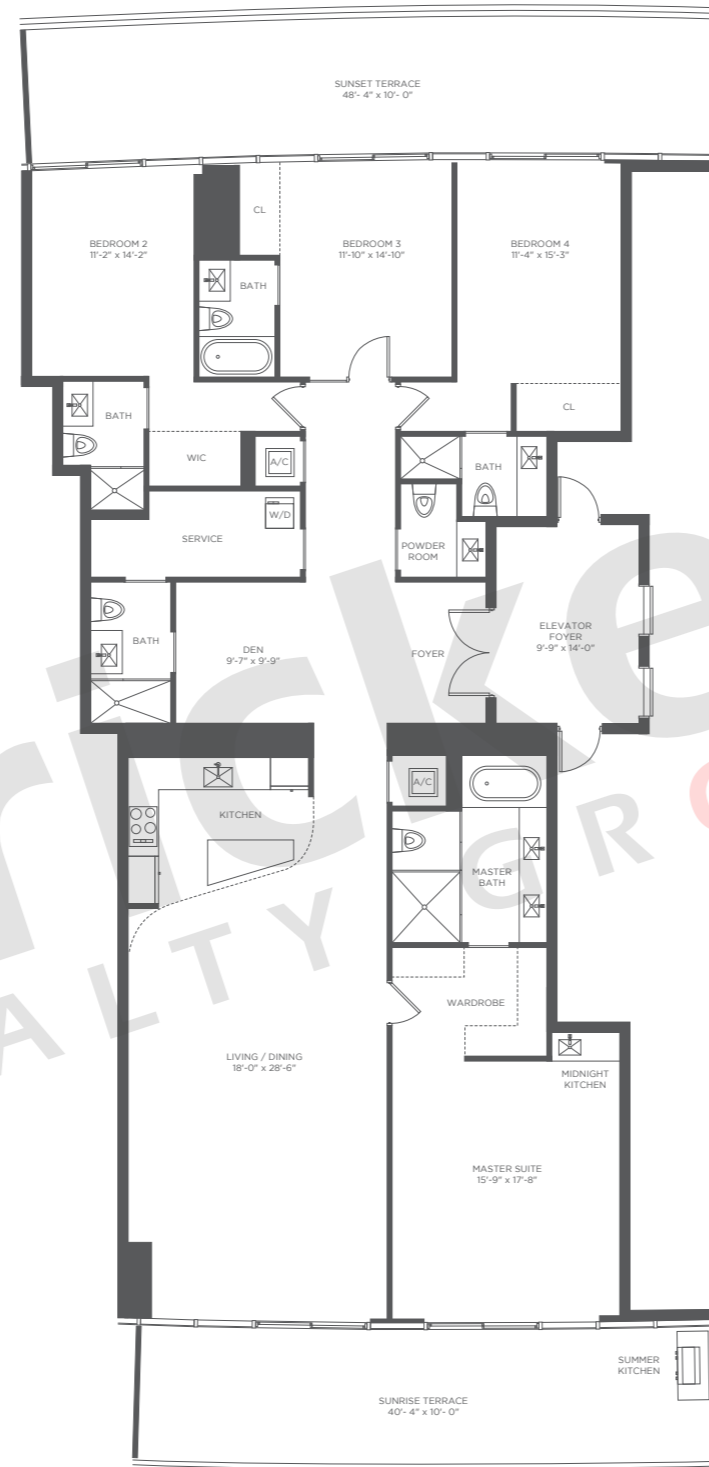 SUNSET TERRACE
48'- 4" x 10'- 0"
CL
BEDROOM 2
11'-2" x 14'-2"
BEDROOM 3
11'-10" x 14'-10"
BEDROOM 4
11'-4" x 15'-3"
BATH
CL
BATH
WIC
A/C
BATH
W/D
SERVICE
POWDER
ROOM
BATH
DEN
9'-7" x 9'-9"
FOYER
ELEVATOR
FOYER
9'-9" x 14'-0"
A/C
KITCHEN
MASTER
BATH
WARDROBE
LIVING / DINING
18'-0" x 28'-6"
MIDNIGHT
KITCHEN
MASTER SUITE
15'-9" x 17'-8"
SUMMER
KITCHEN
SUNRISE TERRACE
40'- 4" x 10'- 0"
ricke
ALTY GRO